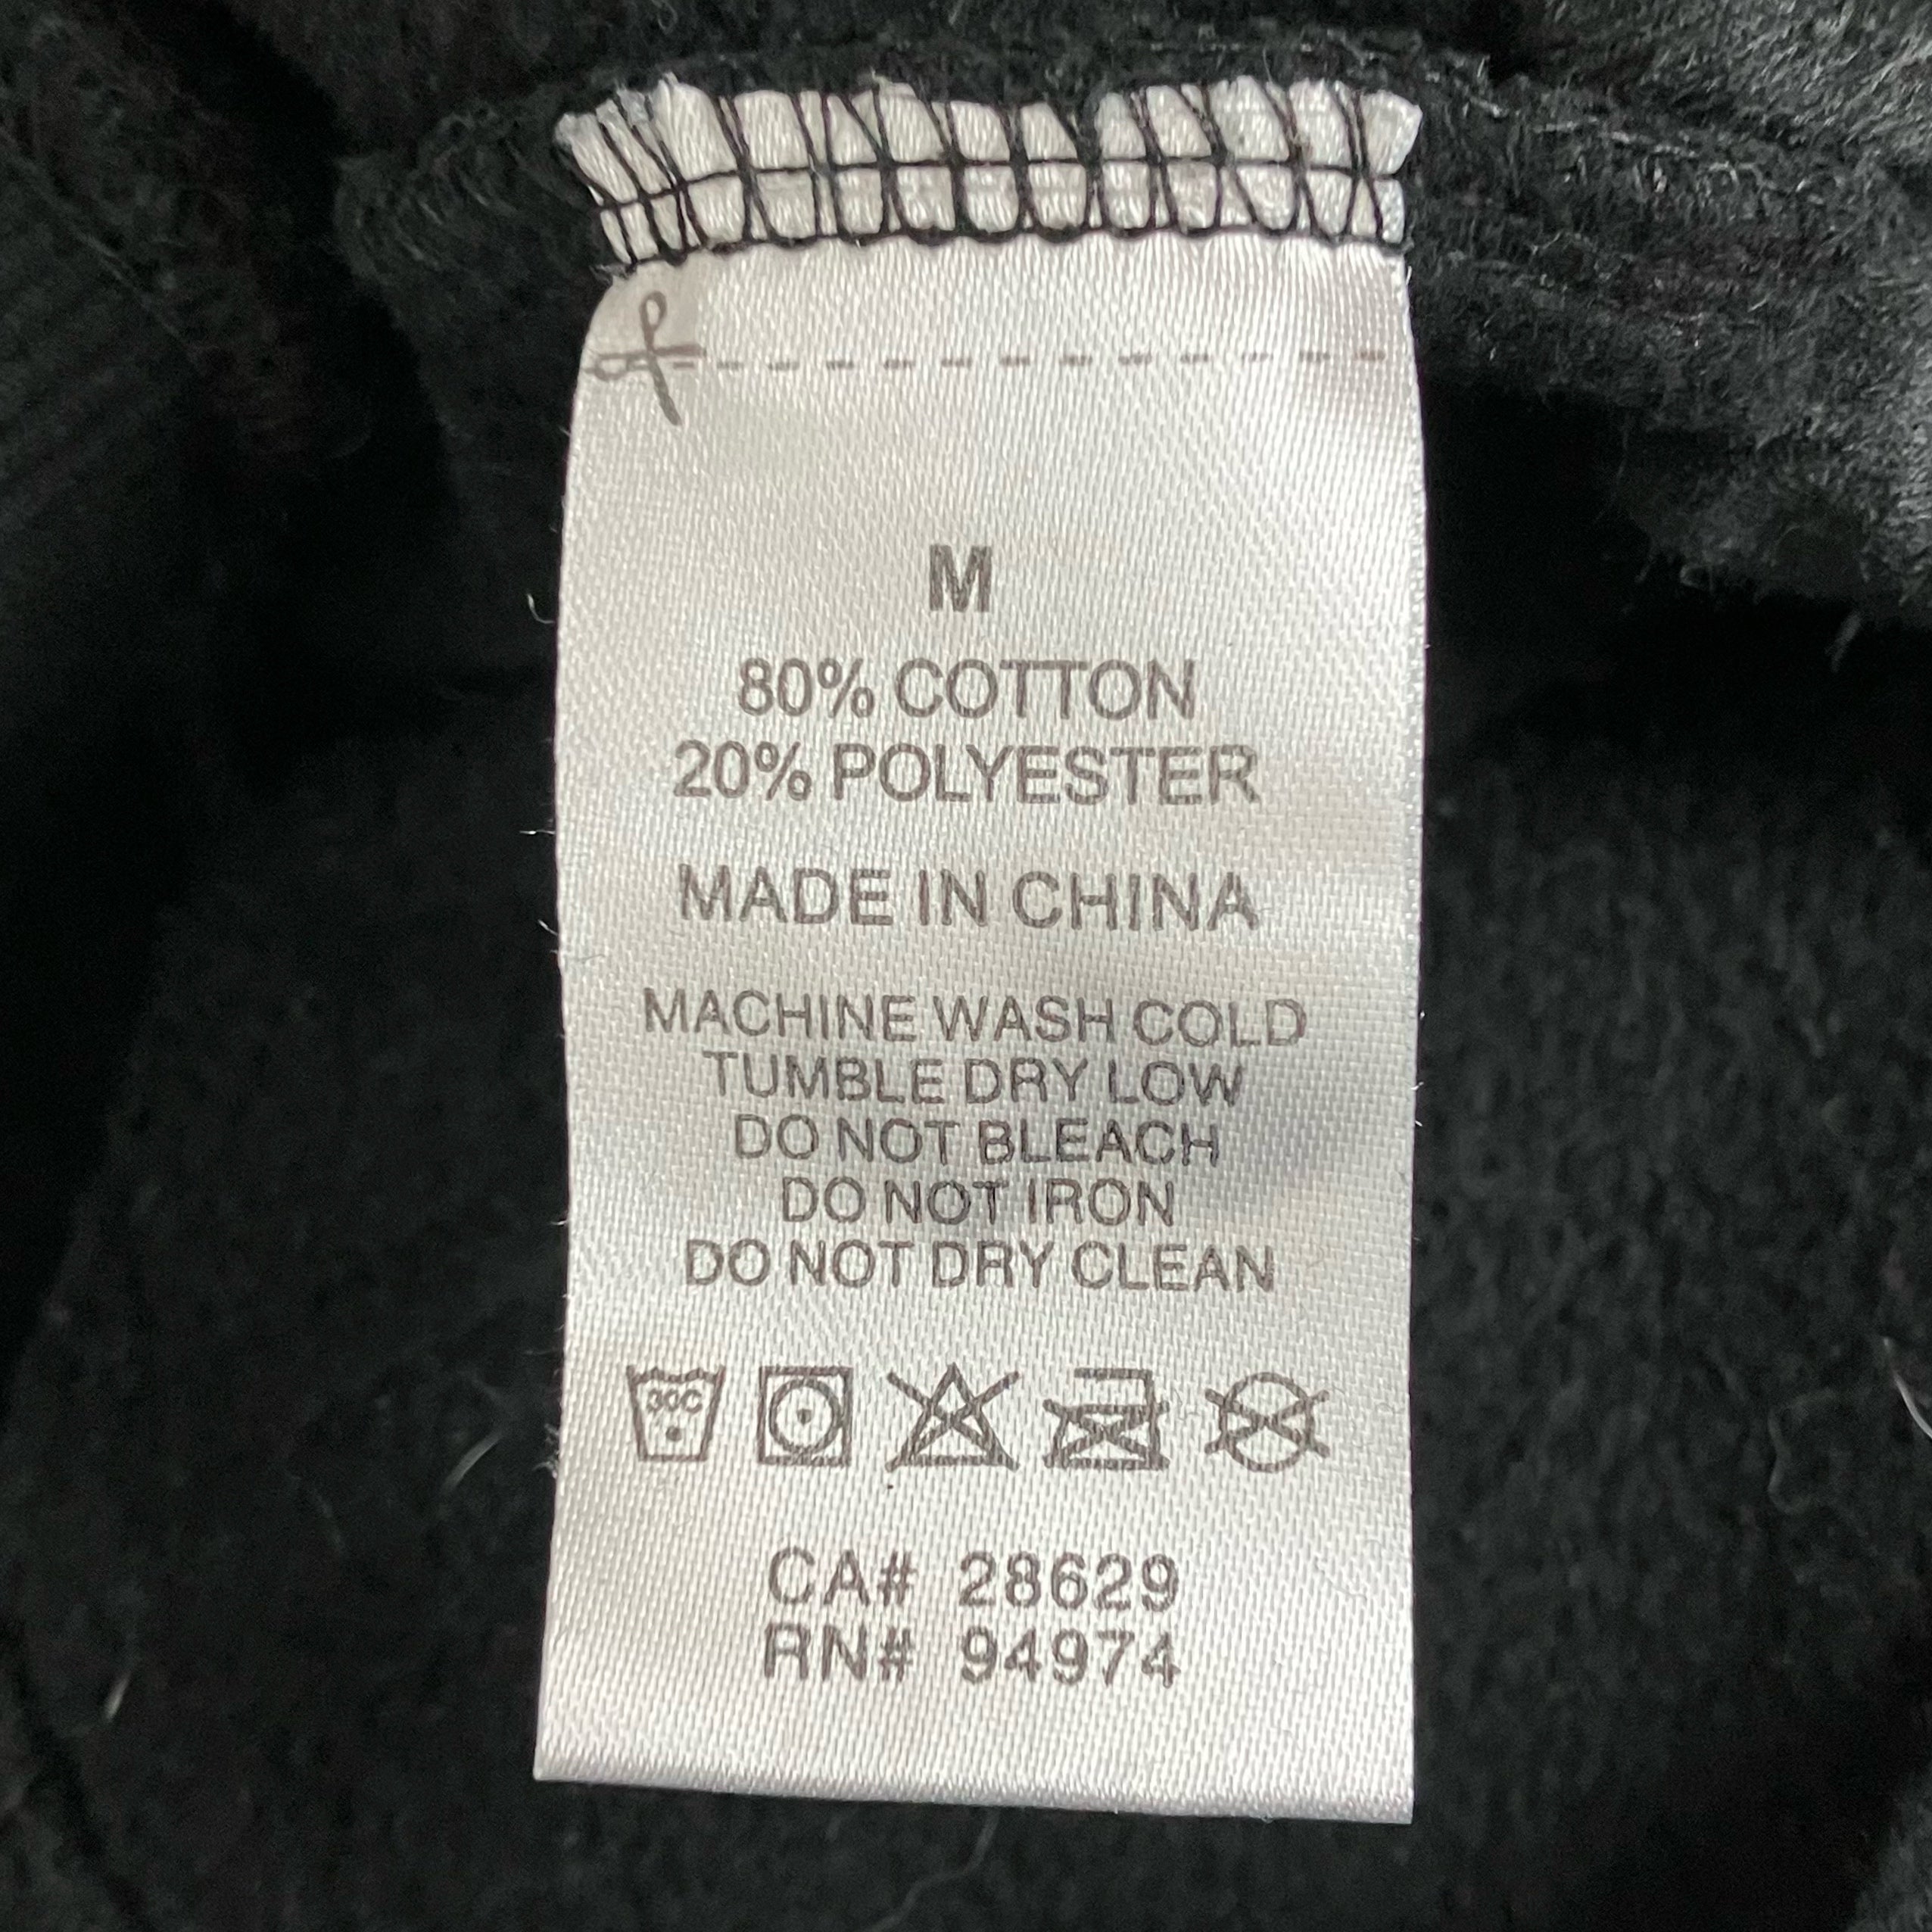 M
80% COTTON
20% POLYESTER
MADE IN CHINA
MACHINE WASH COLD
TUMBLE DRY LOW
DO NOT BLEACH
DO NOT IRON
DO NOT DRY CLEAN
30C
CA# 28629
RN# 94974